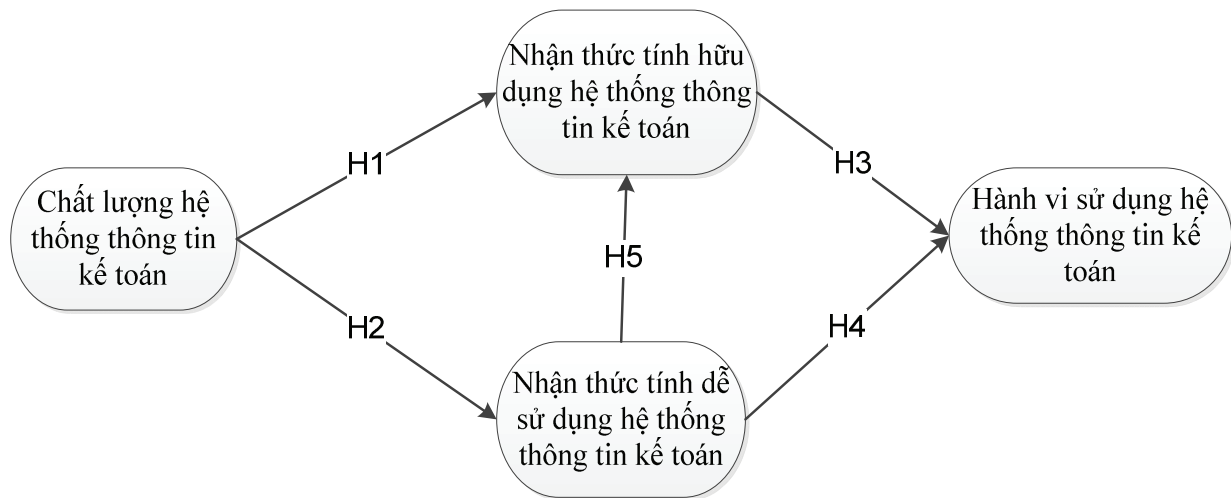 Nhận thức tính hữu
dụng hệ thống thông
tin kế toán
H1
H3
Chất lượng hệ
thống thông tin
kế toán
Hành vi sử dụng hệ
thống thông tin kế
toán
H5
H2
H4
Nhận thức tính dễ
sử dụng hệ thống
thông tin kế toán